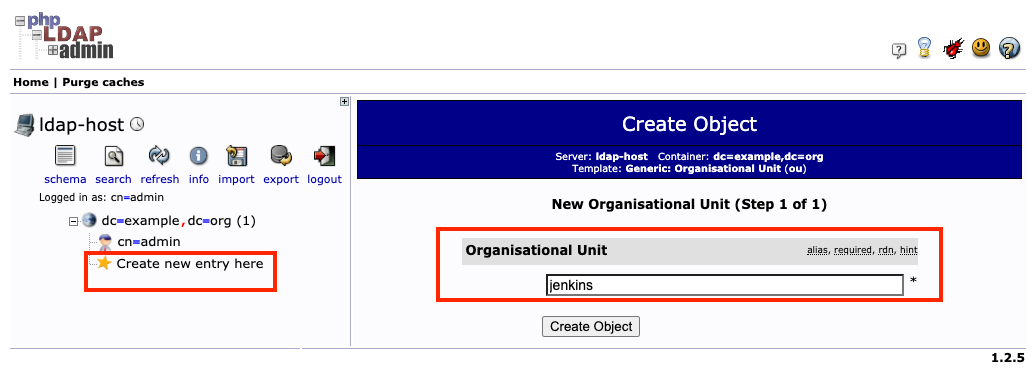 php
LDAP
admin
Home | Purge caches
ldap-host
schema search refresh info import export logout
Logged in as: cn=admin
dc=example,dc=org (1)
cn=admin
Create new entry here
Create Object
Server: ldap-host Container: dc=example,dc=org
Template: Generic: Organisational Unit (ou)
New Organisational Unit (Step 1 of 1)
Organisational Unit alias, required, rdn, hint
jenkins *
Create Object
1.2.5